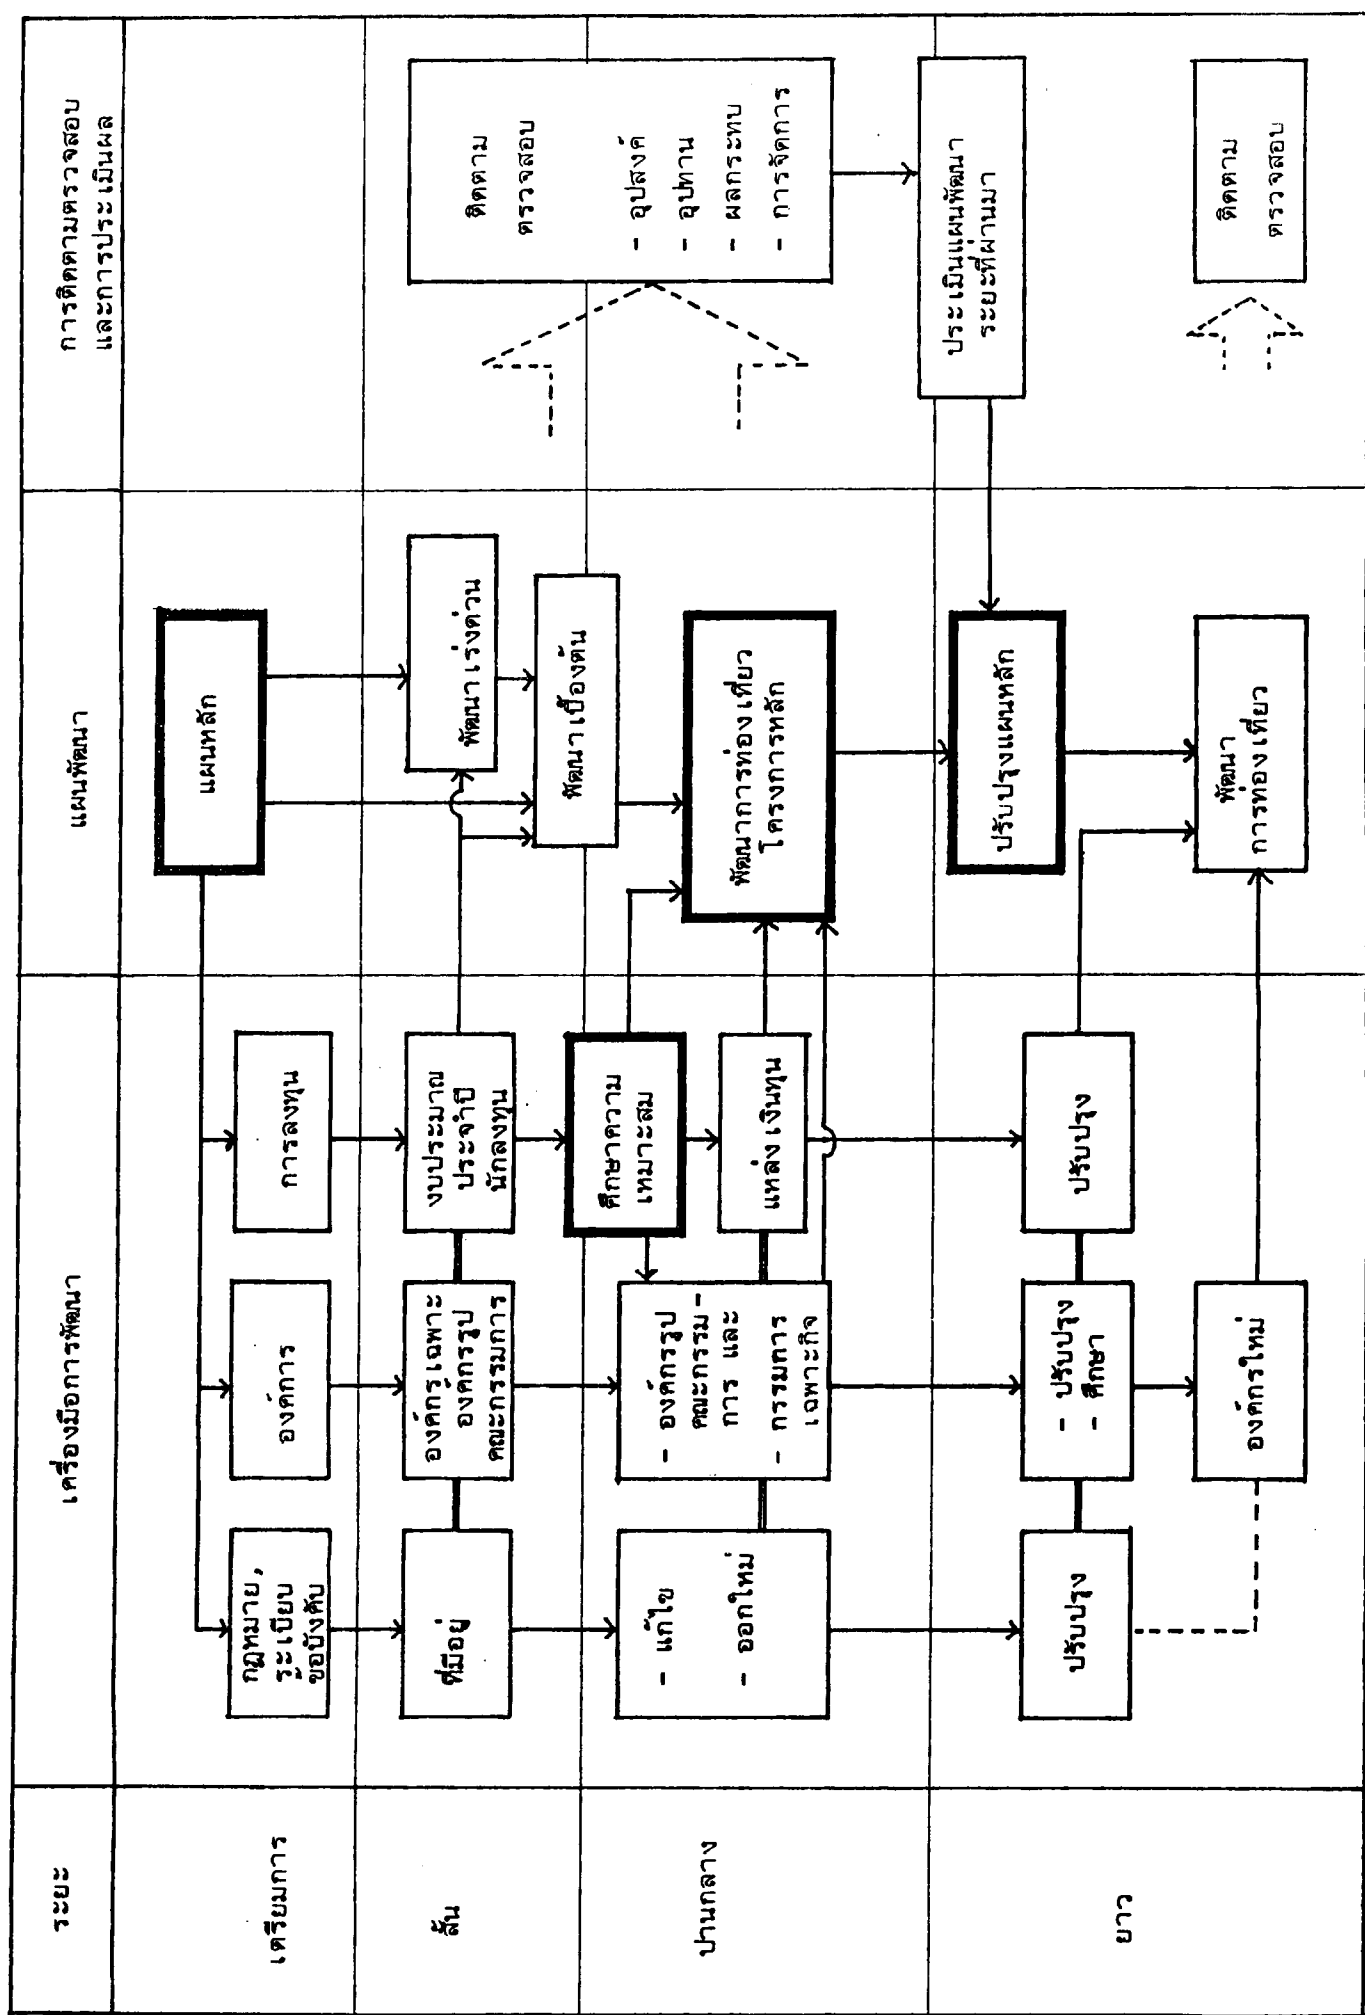 ระยะ
เครื่องมือการพัฒนา
แผนพัฒนา
การติดตามตรวจสอบ
และการประเมินผล
เตรียมการ
กฎหมาย,
ระเบียบ
ข้อบังคับ
องค์การ
การลงทุน
แผนหลัก
สั้น
ที่มีอยู่
องค์กรเฉพาะ
องค์กรรูป
คณะกรรมการ
งบประมาณ
ประจำปี
นักลงทุน
พัฒนาเร่งด่วน
พัฒนาเบื้องต้น
ติดตาม
ตรวจสอบ
- อุปสงค์
- อุปทาน
- ผลกระทบ
- การจัดการ
ปานกลาง
- แก้ไข
- ออกใหม่
- องค์กรรูป
คณะกรรม-
การ และ
- กรรมการ
เฉพาะกิจ
ศึกษาความ
เหมาะสม
แหล่งเงินทุน
พัฒนาการท่องเที่ยว
โครงการหลัก
ประเมินแผนพัฒนา
ระยะที่ผ่านมา
ยาว
ปรับปรุง
- ปรับปรุง
- ศึกษา
ปรับปรุง
ปรับปรุงแผนหลัก
องค์กรใหม่
พัฒนา
การท่องเที่ยว
ติดตาม
ตรวจสอบ